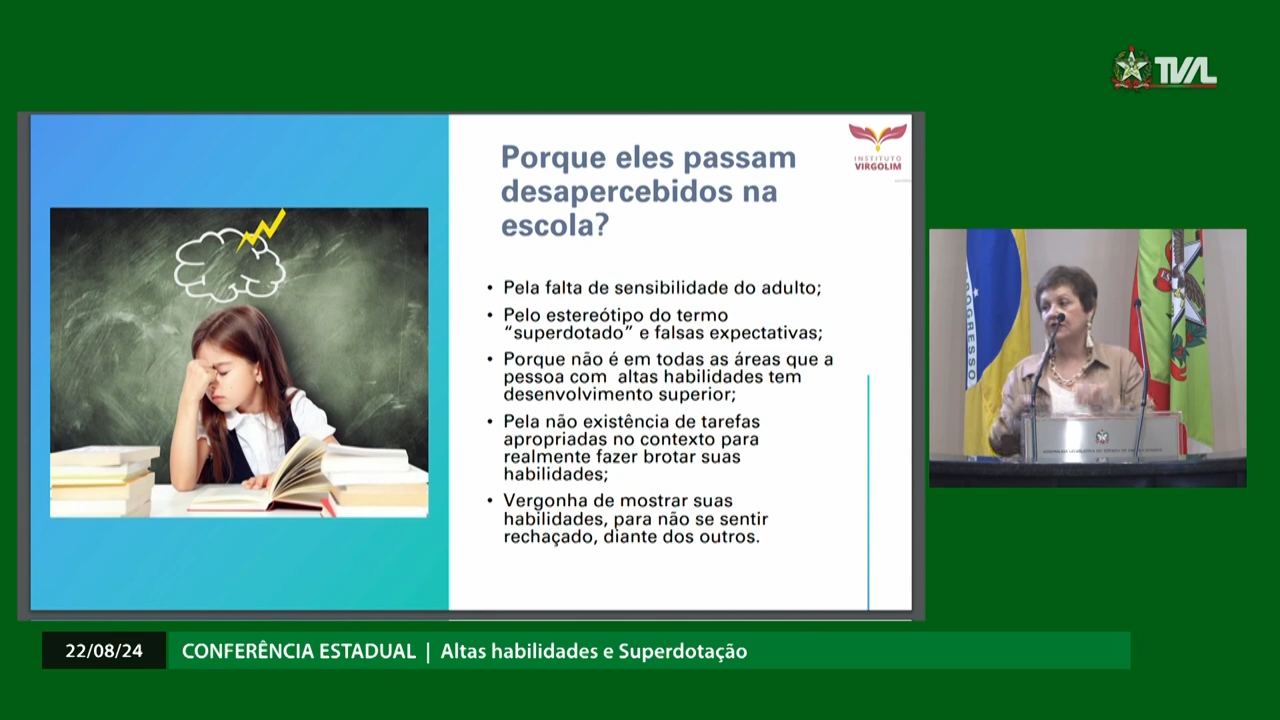 TVAL
INSTITUTO
VIRGOLIM
Porque eles passam
desapercebidos na
escola?
• Pela falta de sensibilidade do adulto;
• Pelo estereótipo do termo
“superdotado” e falsas expectativas;
• Porque não é em todas as áreas que a
pessoa com altas habilidades tem
desenvolvimento superior;
• Pela não existência de tarefas
apropriadas no contexto para
realmente fazer brotar suas
habilidades;
• Vergonha de mostrar suas
habilidades, para não se sentir
rechaçado, diante dos outros.
22/08/24
CONFERÊNCIA ESTADUAL | Altas habilidades e Superdotação